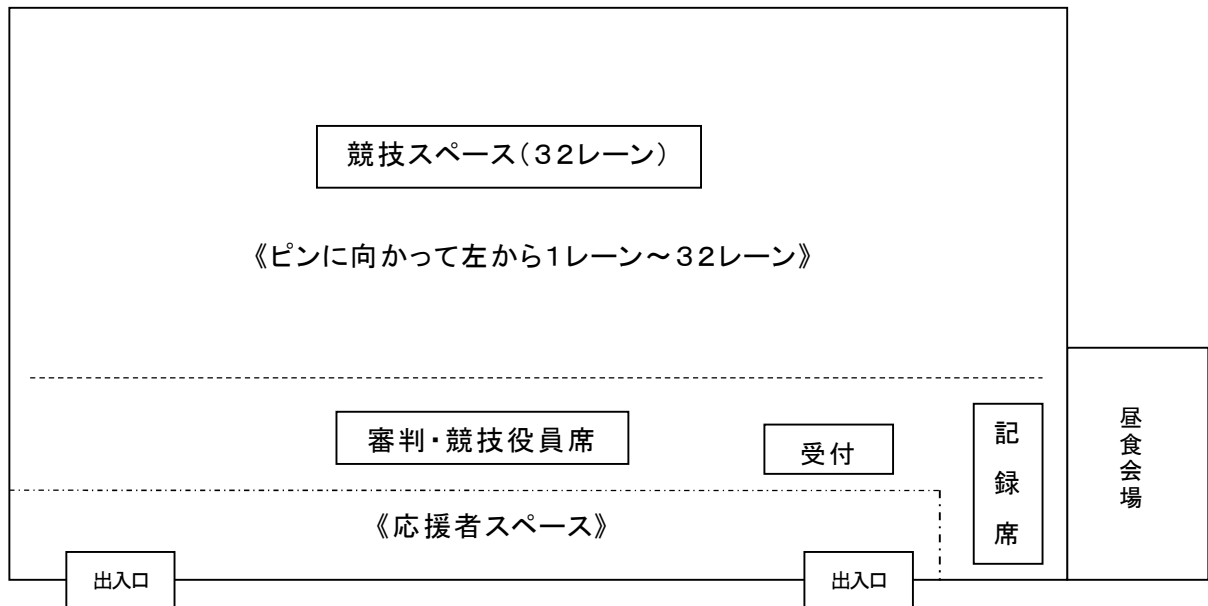 競技スペース(32レーン)
《ピンに向かって左から1レーン~32レーン》
審判・競技役員席
受付
記録席
昼食会場
《応援者スペース》
出入口
出入口